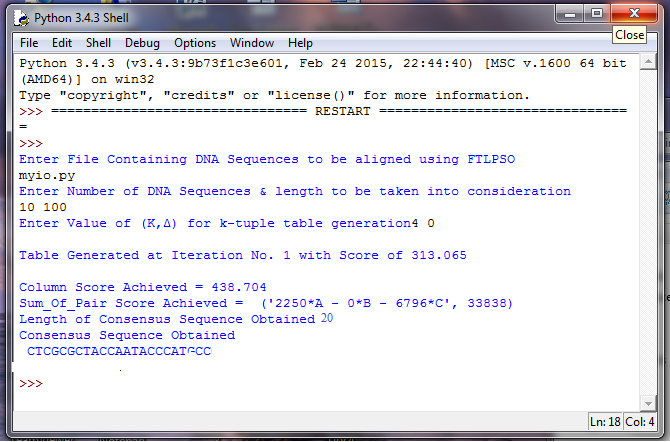 Python 3.4.3 Shell
Close
File Edit Shell Debug Options Window Help
Python 3.4.3 (v3.4.3:9b73f1c3e601, Feb 24 2015, 22:44:40) [MSC v.1600 64 bit
(AMD64)] on win32
Type "copyright", "credits" or "license()" for more information.
>>> ================================ RESTART ===============================
=
>>>
Enter File Containing DNA Sequences to be aligned using FTLPSO
myio.py
Enter Number of DNA Sequences & length to be taken into consideration
10 100
Enter Value of (K,Δ) for k-tuple table generation4 0
Table Generated at Iteration No. 1 with Score of 313.065
Column Score Achieved = 438.704
Sum_Of_Pair Score Achieved =  ('2250*A - 0*B - 6796*C', 33838)
Length of Consensus Sequence Obtained 20
Consensus Sequence Obtained
CTCGCGCTACCAATACCCATGCC
>>>
Ln: 18 Col: 4